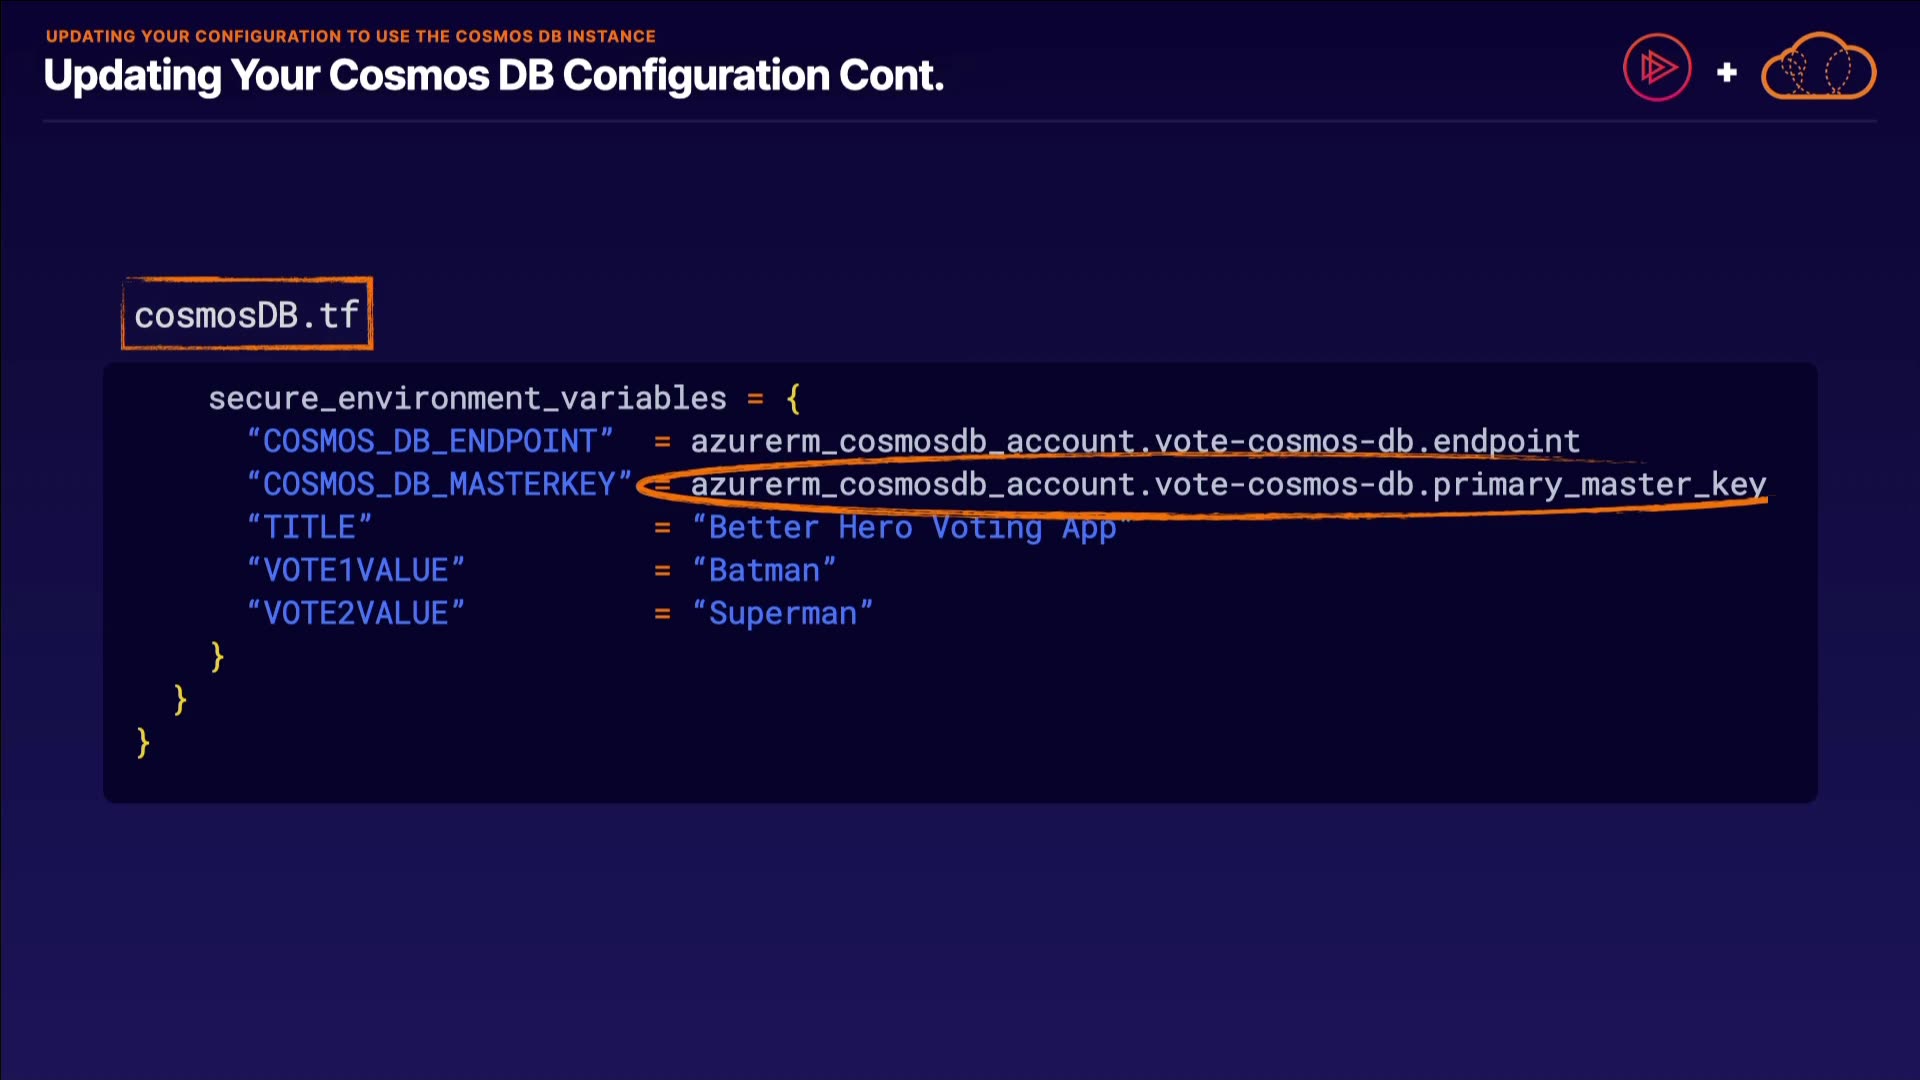 UPDATING YOUR CONFIGURATION TO USE THE COSMOS DB INSTANCE
Updating Your Cosmos DB Configuration Cont.
+
cosmosDB.tf
secure_environment_variables = {
“COSMOS_DB_ENDPOINT” = azurerm_cosmosdb_account.vote-cosmos-db.endpoint
“COSMOS_DB_MASTERKEY” = azurerm_cosmosdb_account.vote-cosmos-db.primary_master_key
“TITLE” = “Better Hero Voting App”
“VOTE1VALUE” = “Batman”
“VOTE2VALUE” = “Superman”
}
}
}